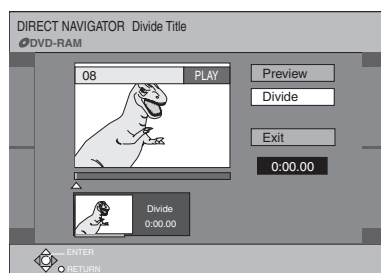 DIRECT NAVIGATOR Divide Title
DVD-RAM
08 PLAY
Preview
Divide
Exit
0:00.00
Divide
0:00.00
ENTER
RETURN